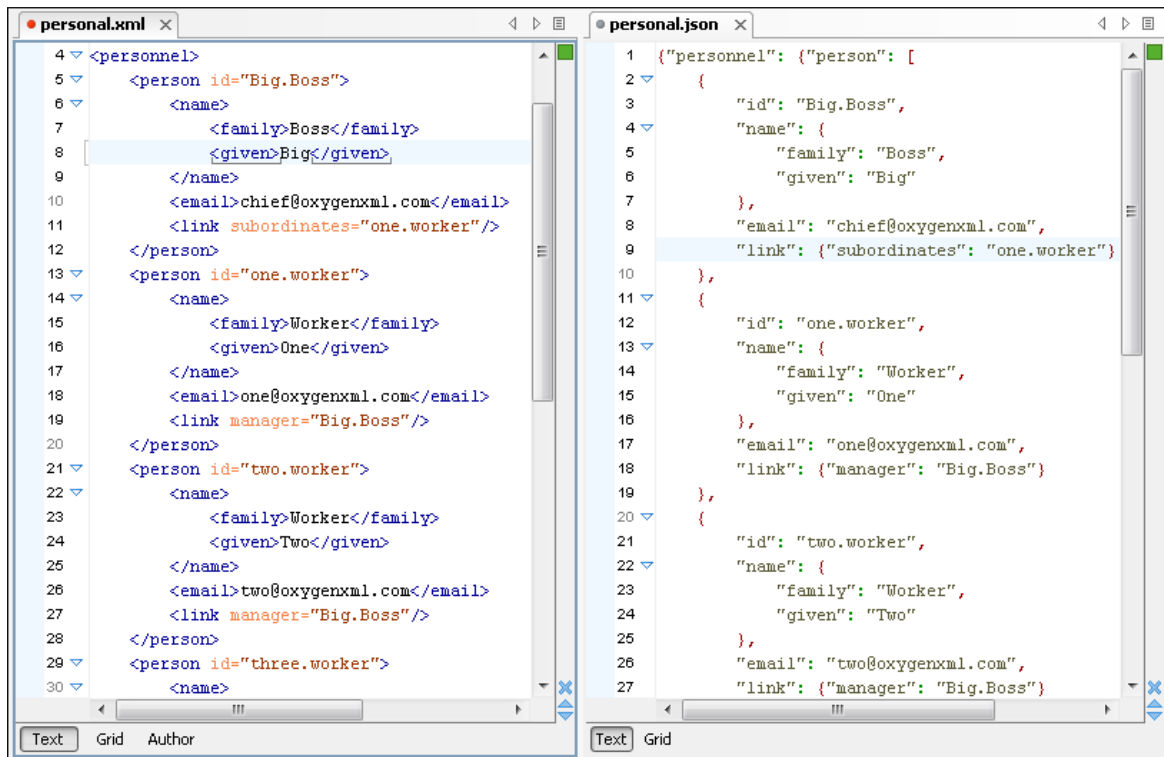 personal.xml
4 <personnel>
5 <person id="Big.Boss">
6 <name>
7 <family>Boss</family>
8 <given>Big</given>
9 </name>
10 <email>chief@oxygenxml.com</email>
11 <link subordinates="one.worker"/>
12 </person>
13 <person id="one.worker">
14 <name>
15 <family>Worker</family>
16 <given>One</given>
17 </name>
18 <email>one@oxygenxml.com</email>
19 <link manager="Big.Boss"/>
20 </person>
21 <person id="two.worker">
22 <name>
23 <family>Worker</family>
24 <given>Two</given>
25 </name>
26 <email>two@oxygenxml.com</email>
27 <link manager="Big.Boss"/>
28 </person>
29 <person id="three.worker">
30 <name>
Text Grid Author
personal.json
1 {"personnel": {"person": [
2 {
3 "id": "Big.Boss",
4 "name": {
5 "family": "Boss",
6 "given": "Big"
7 },
8 "email": "chief@oxygenxml.com",
9 "link": {"subordinates": "one.worker"}
10 },
11 {
12 "id": "one.worker",
13 "name": {
14 "family": "Worker",
15 "given": "One"
16 },
17 "email": "one@oxygenxml.com",
18 "link": {"manager": "Big.Boss"}
19 },
20 {
21 "id": "two.worker",
22 "name": {
23 "family": "Worker",
24 "given": "Two"
25 },
26 "email": "two@oxygenxml.com",
27 "link": {"manager": "Big.Boss"}
Text Grid